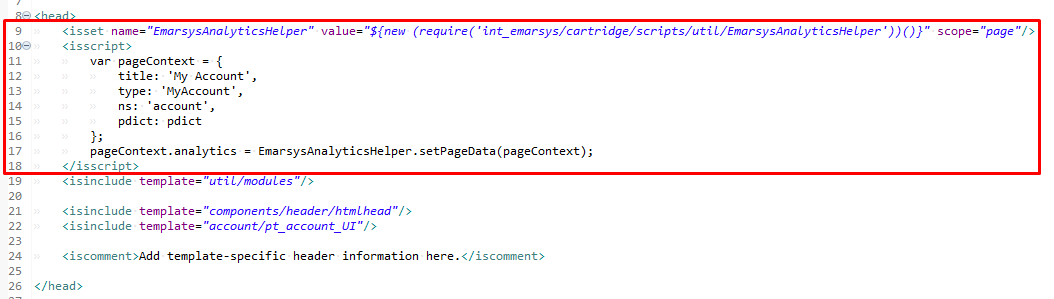 7
8 <head>
9 <isset name="EmarsysAnalyticsHelper" value="${new (require('int_emarsys/cartridge/scripts/util/EmarsysAnalyticsHelper'))()}" scope="page"/>
10 <isscript>
11 var pageContext = {
12 title: 'My Account',
13 type: 'MyAccount',
14 ns: 'account',
15 pdict: pdict
16 };
17 pageContext.analytics = EmarsysAnalyticsHelper.setPageData(pageContext);
18 </isscript>
19 <isinclude template="util/modules"/>
20
21 <isinclude template="components/header/htmlhead"/>
22 <isinclude template="account/pt_account_UI"/>
23
24 <iscomment>Add template-specific header information here.</iscomment>
25
26 </head>
27